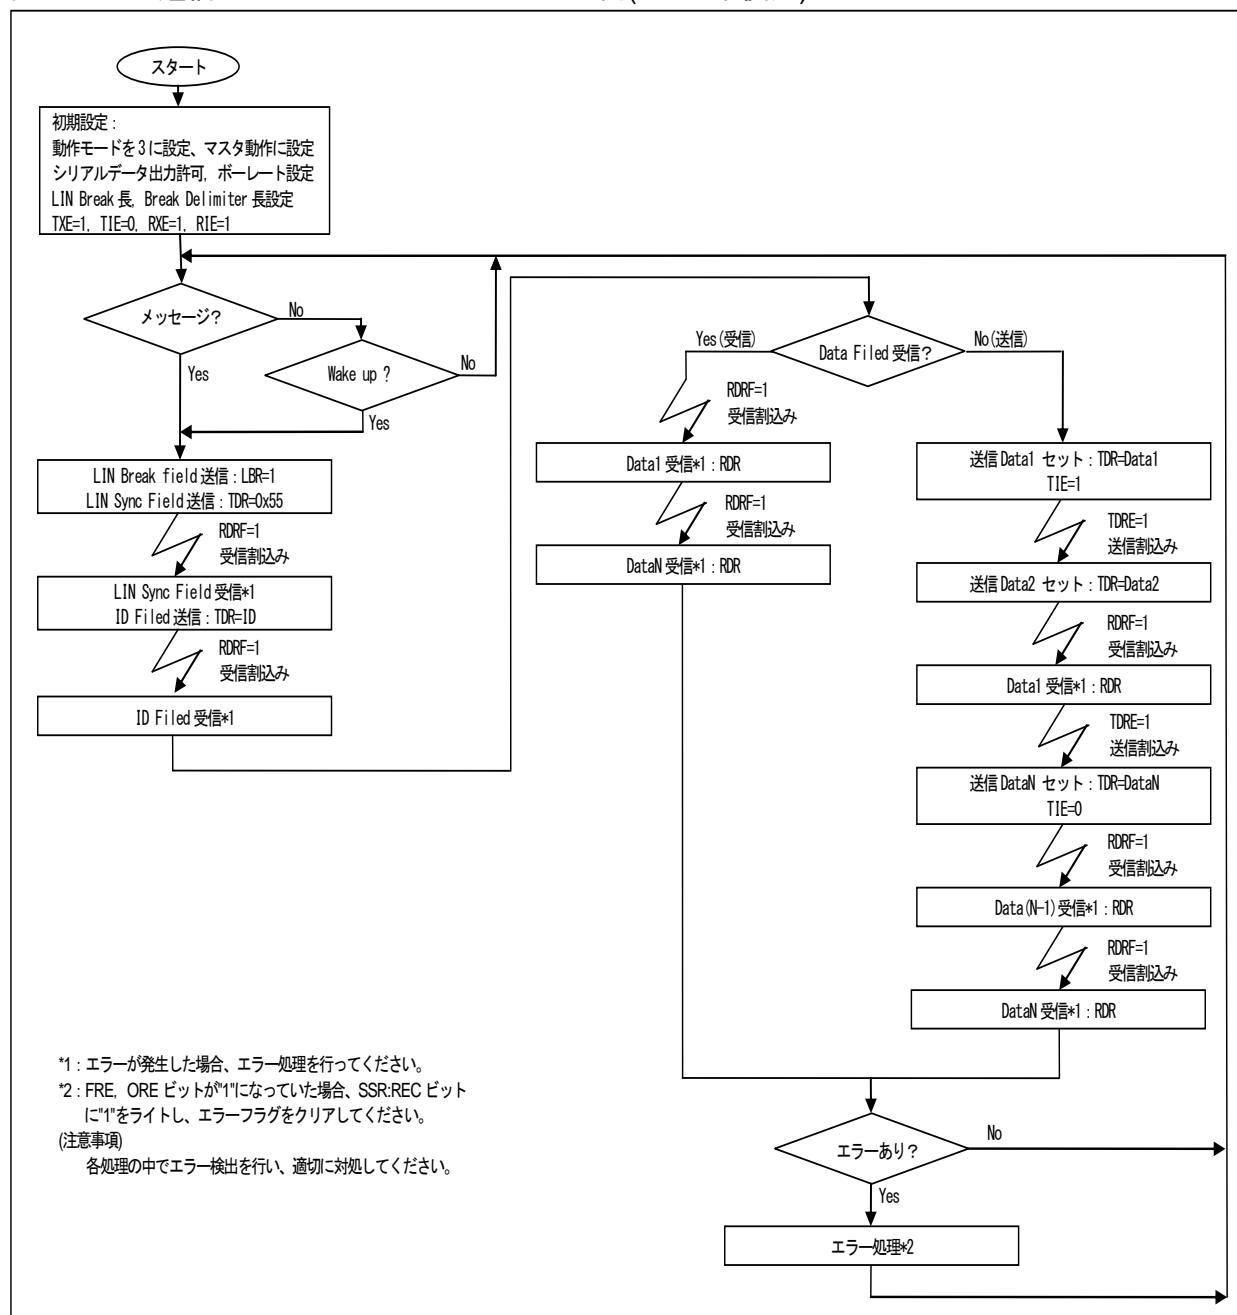 スタート
初期設定:
動作モードを3に設定、マスタ動作に設定
シリアルデータ出力許可, ボーレート設定
LIN Break 長, Break Delimiter 長設定
TXE=1, TIE=0, RXE=1, RIE=1
メッセージ?
No
Yes
Wake up ?
No
Yes
LIN Break field 送信:LBR=1
LIN Sync Field 送信:TDR=0x55
RDRF=1
受信割込み
LIN Sync Field 受信*1
ID Filed 送信:TDR=ID
RDRF=1
受信割込み
ID Filed 受信*1
Data Filed 受信?
Yes(受信)
No(送信)
RDRF=1
受信割込み
Data1 受信*1:RDR
RDRF=1
受信割込み
DataN 受信*1:RDR
送信 Data1 セット:TDR=Data1
TIE=1
TDRE=1
送信割込み
送信 Data2 セット:TDR=Data2
RDRF=1
受信割込み
Data1 受信*1:RDR
TDRE=1
送信割込み
送信 DataN セット:TDR=DataN
TIE=0
RDRF=1
受信割込み
Data(N-1)受信*1:RDR
RDRF=1
受信割込み
DataN 受信*1:RDR
エラーあり?
No
Yes
エラー処理*2
*1:エラーが発生した場合、エラー処理を行ってください。
*2:FRE, ORE ビットが"1"になっていた場合、SSR:REC ビット
に"1"をライトし、エラーフラグをクリアしてください。
(注意事項)
各処理の中でエラー検出を行い、適切に対処してください。